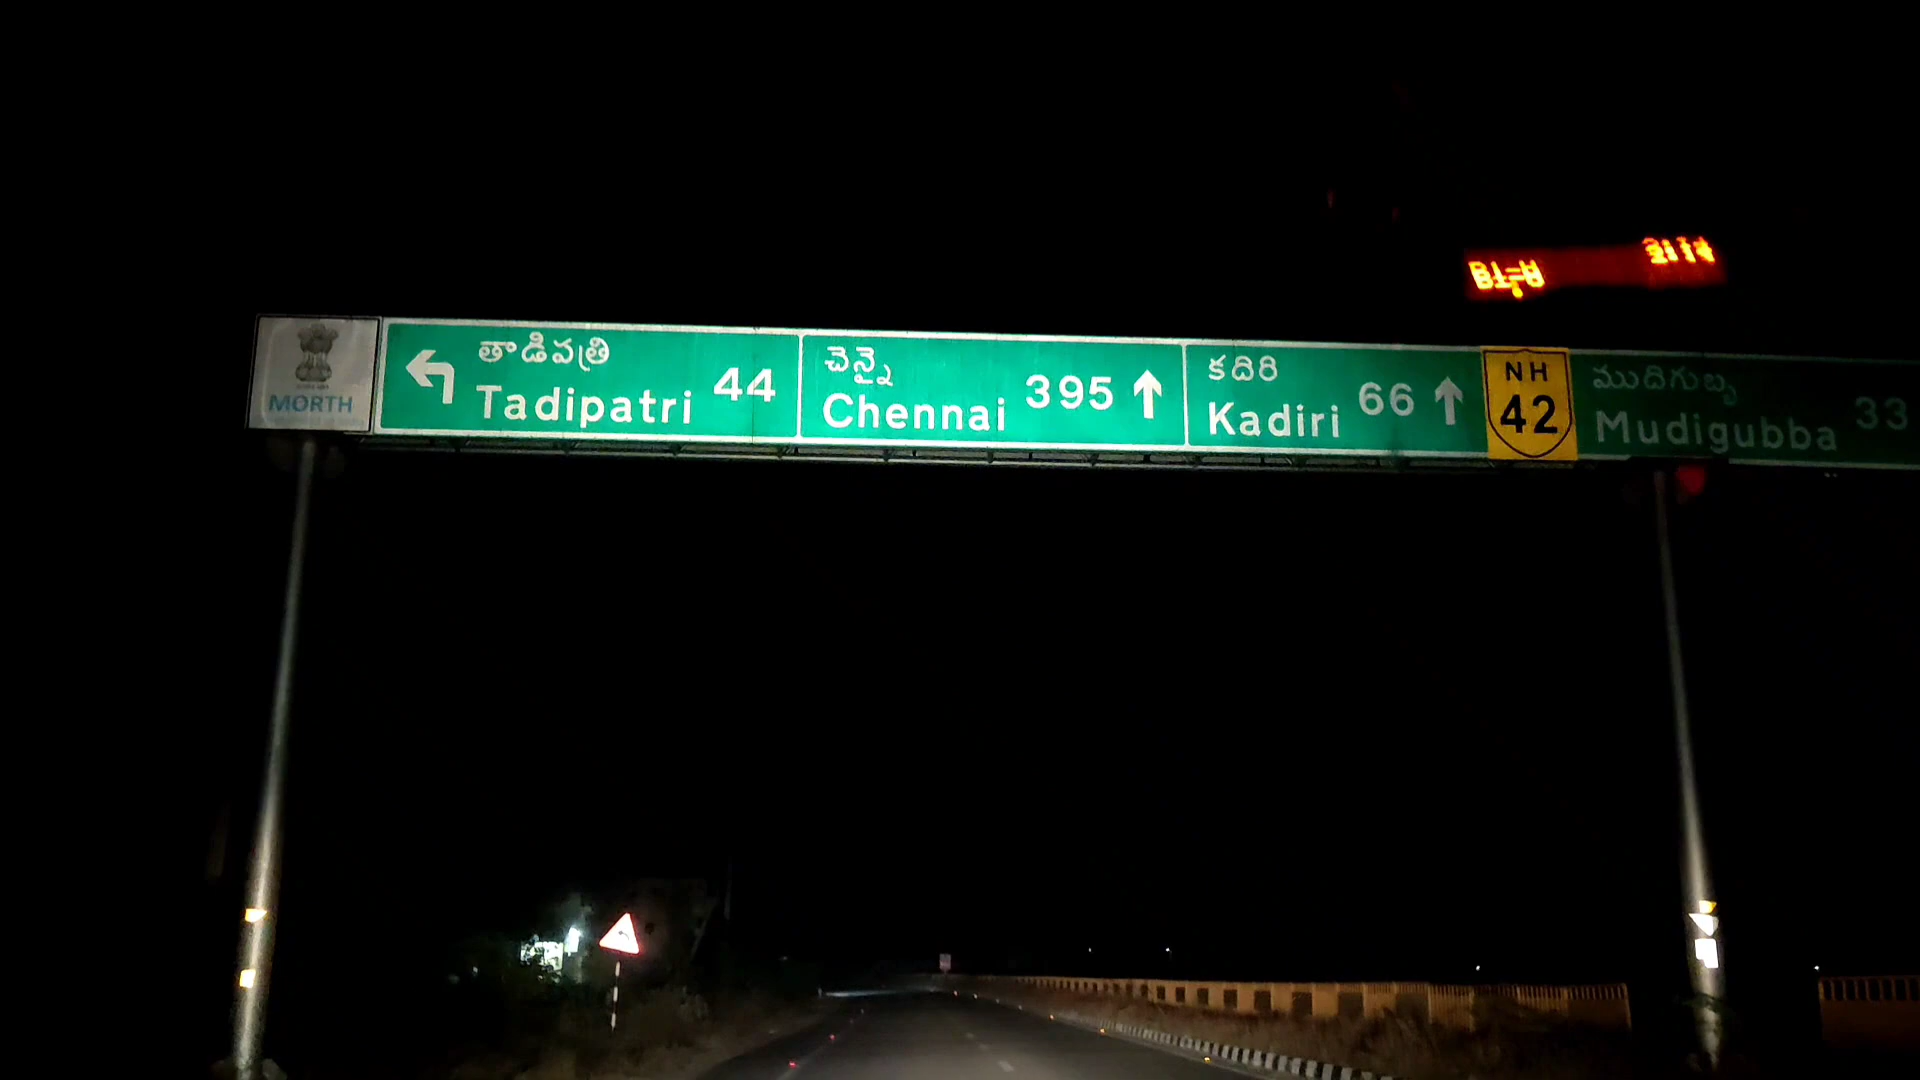 MORTH
తాడిపత్రి
Tadipatri 44
చెన్నై
Chennai 395
కదిరి
Kadiri 66
NH
42
ముదిగుబ్బ
Mudigubba 33